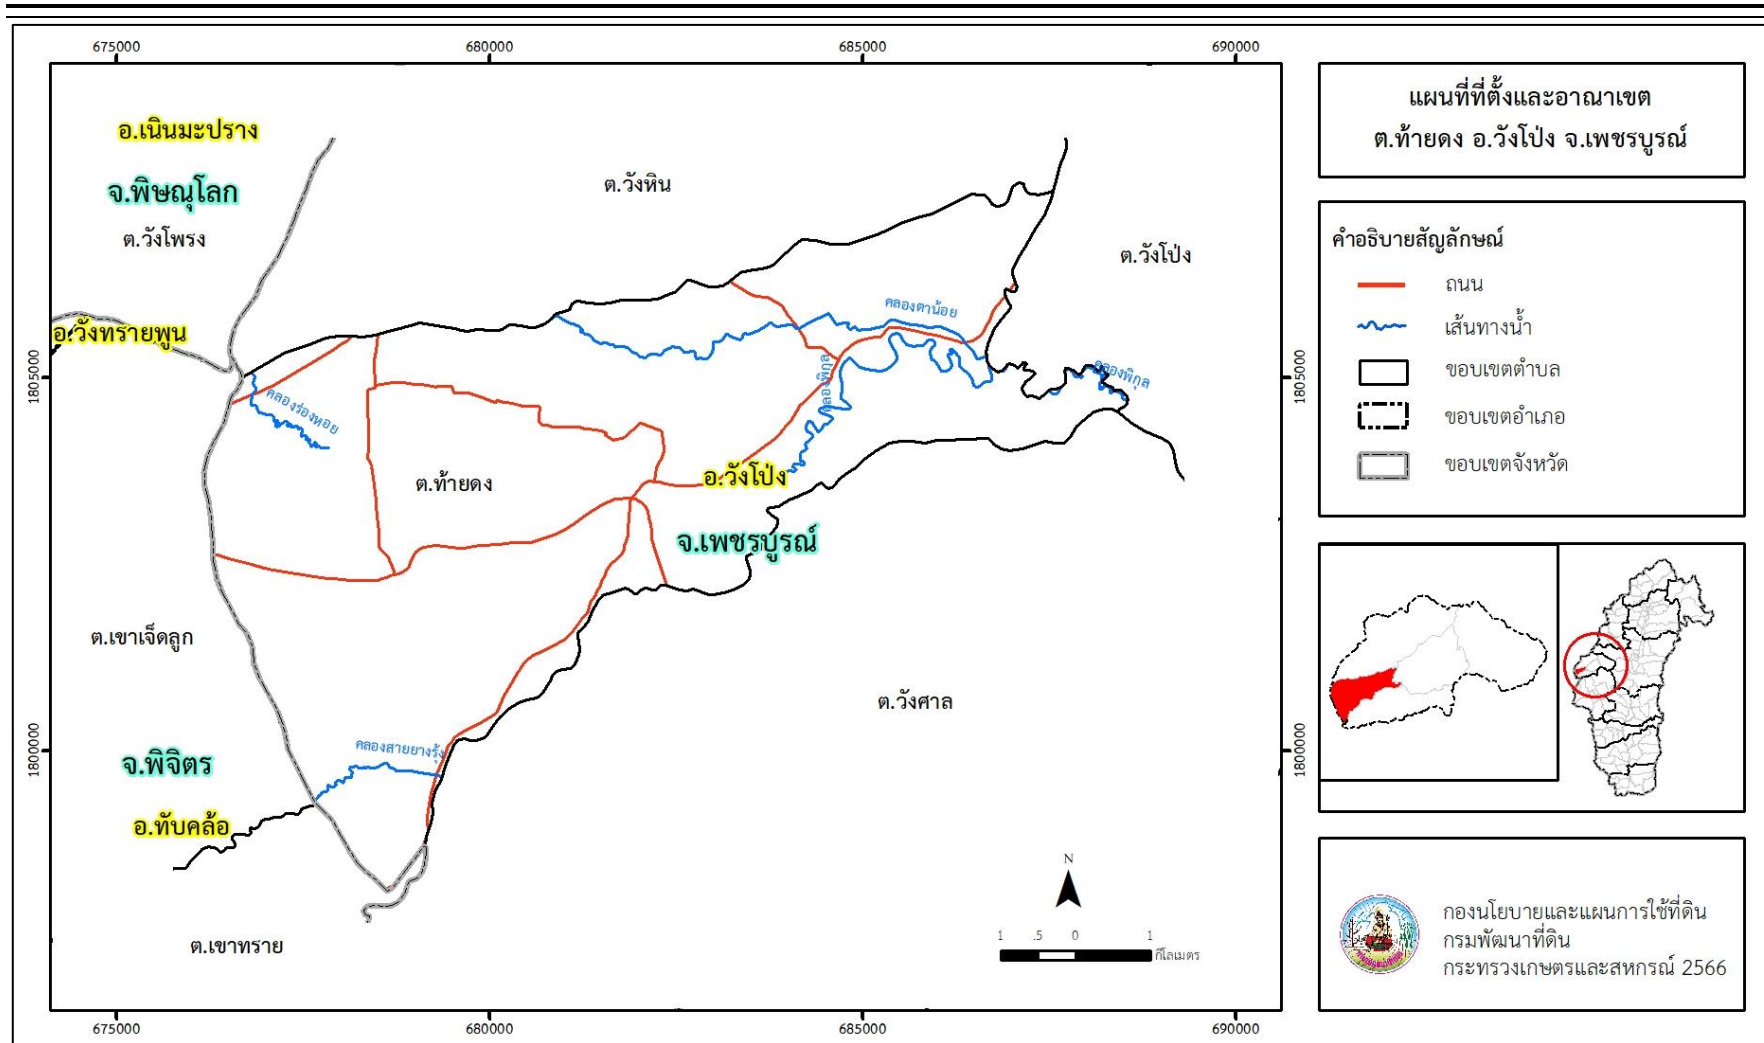 675000
680000
685000
690000
อ.เนินมะปราง
จ.พิษณุโลก
ต.วังโพรง
ต.วังหิน
ต.วังโป่ง
อ.วังทรายพูน
คลองตาน้อย
คลองพิกุล
คลองพิกุล
คลองร่องหอย
1805000
1805000
ต.ท้ายดง
อ.วังโป่ง
จ.เพชรบูรณ์
ต.เขาเจ็ดลูก
ต.วังศาล
คลองสายยางรุ้ง
1800000
1800000
จ.พิจิตร
อ.ทับคล้อ
ต.เขาทราย
N
1 .5 0 1
กิโลเมตร
675000
680000
685000
690000
แผนที่ที่ตั้งและอาณาเขต
ต.ท้ายดง อ.วังโป่ง จ.เพชรบูรณ์
คำอธิบายสัญลักษณ์
ถนน
เส้นทางน้ำ
ขอบเขตตำบล
ขอบเขตอำเภอ
ขอบเขตจังหวัด
กองนโยบายและแผนการใช้ที่ดิน
กรมพัฒนาที่ดิน
กระทรวงเกษตรและสหกรณ์ 2566